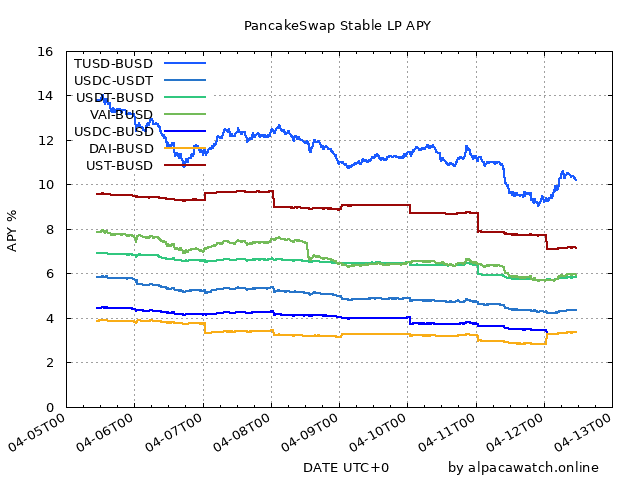 PancakeSwap Stable LP APY
16
14
12
10
8
6
4
2
0
APY %
TUSD-BUSD
USDC-USDT
USDT-BUSD
VAI-BUSD
USDC-BUSD
DAI-BUSD
UST-BUSD
04-05T00
04-06T00
04-07T00
04-08T00
04-09T00
04-10T00
04-11T00
04-12T00
04-13T00
DATE UTC+0
by alpacawatch.online